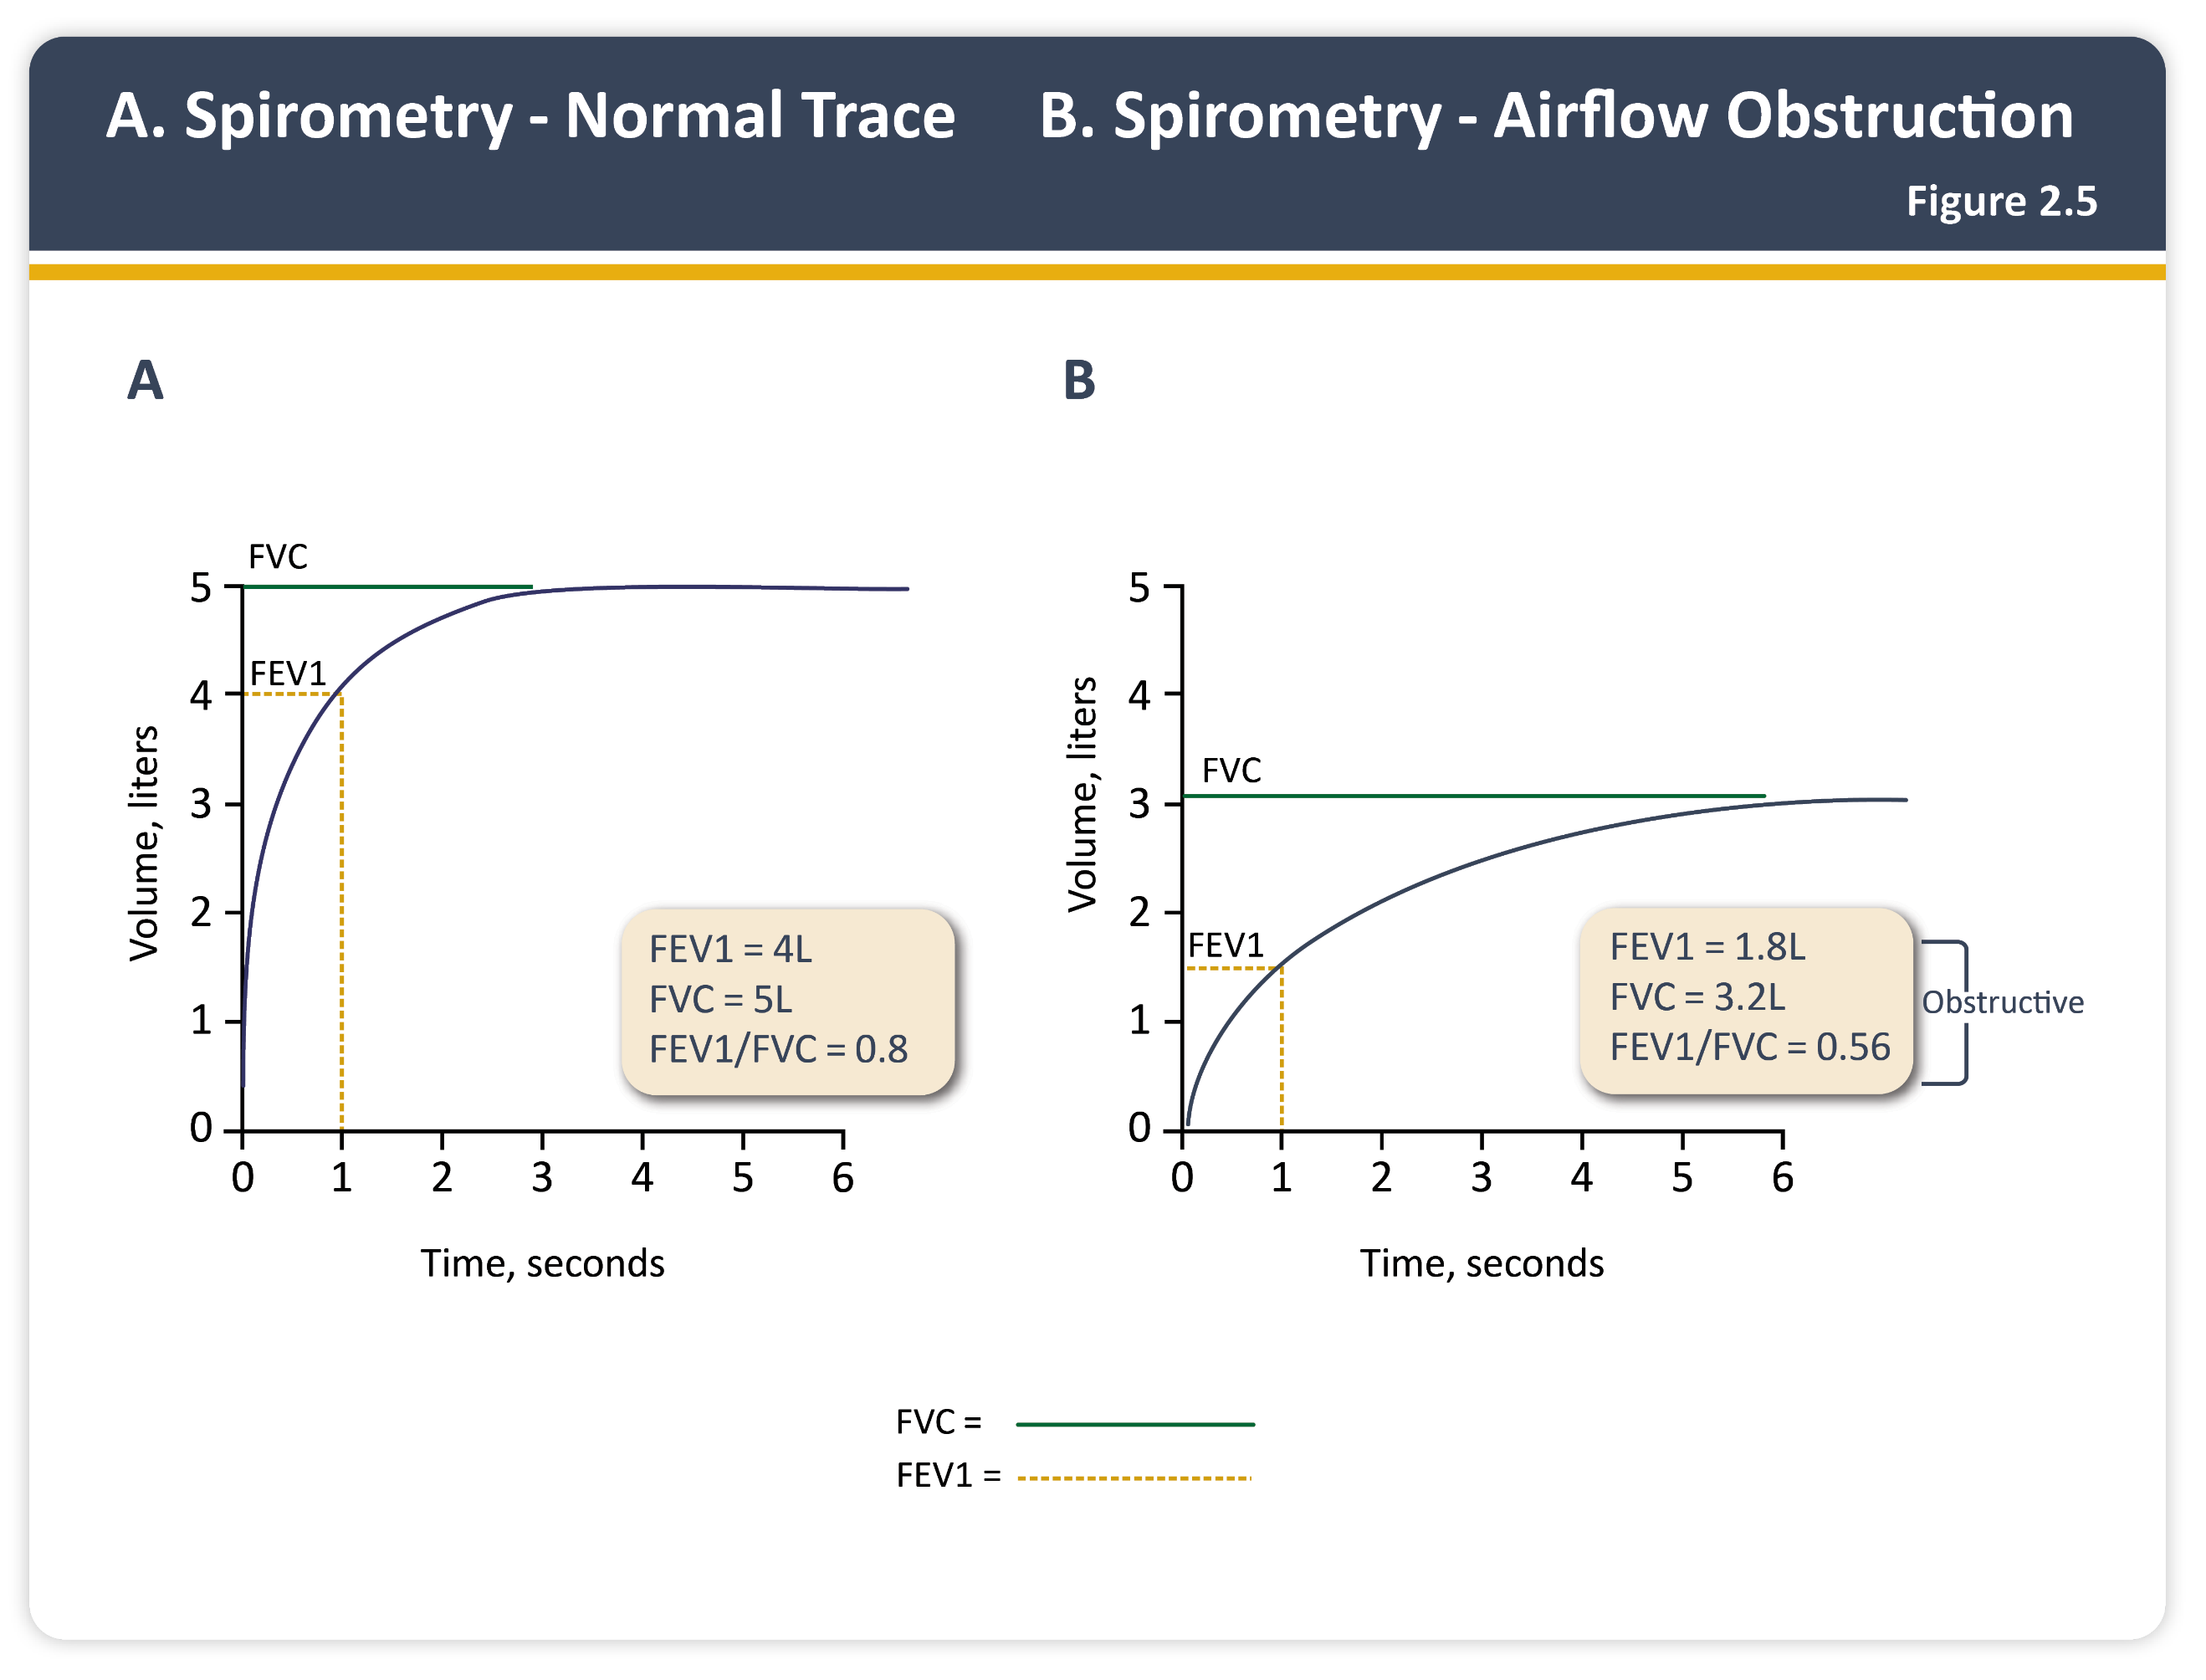 A. Spirometry - Normal Trace
B. Spirometry - Airflow Obstruction
Figure 2.5
A
FVC
5
FEV1
4
3
2
1
0
Volume, liters
FEV1 = 4L
FVC = 5L
FEV1/FVC = 0.8
0 1 2 3 4 5 6
Time, seconds
B
5
4
FVC
3
2
FEV1
1
0
Volume, liters
FEV1 = 1.8L
FVC = 3.2L
FEV1/FVC = 0.56
Obstructive
0 1 2 3 4 5 6
Time, seconds
FVC =
FEV1 =